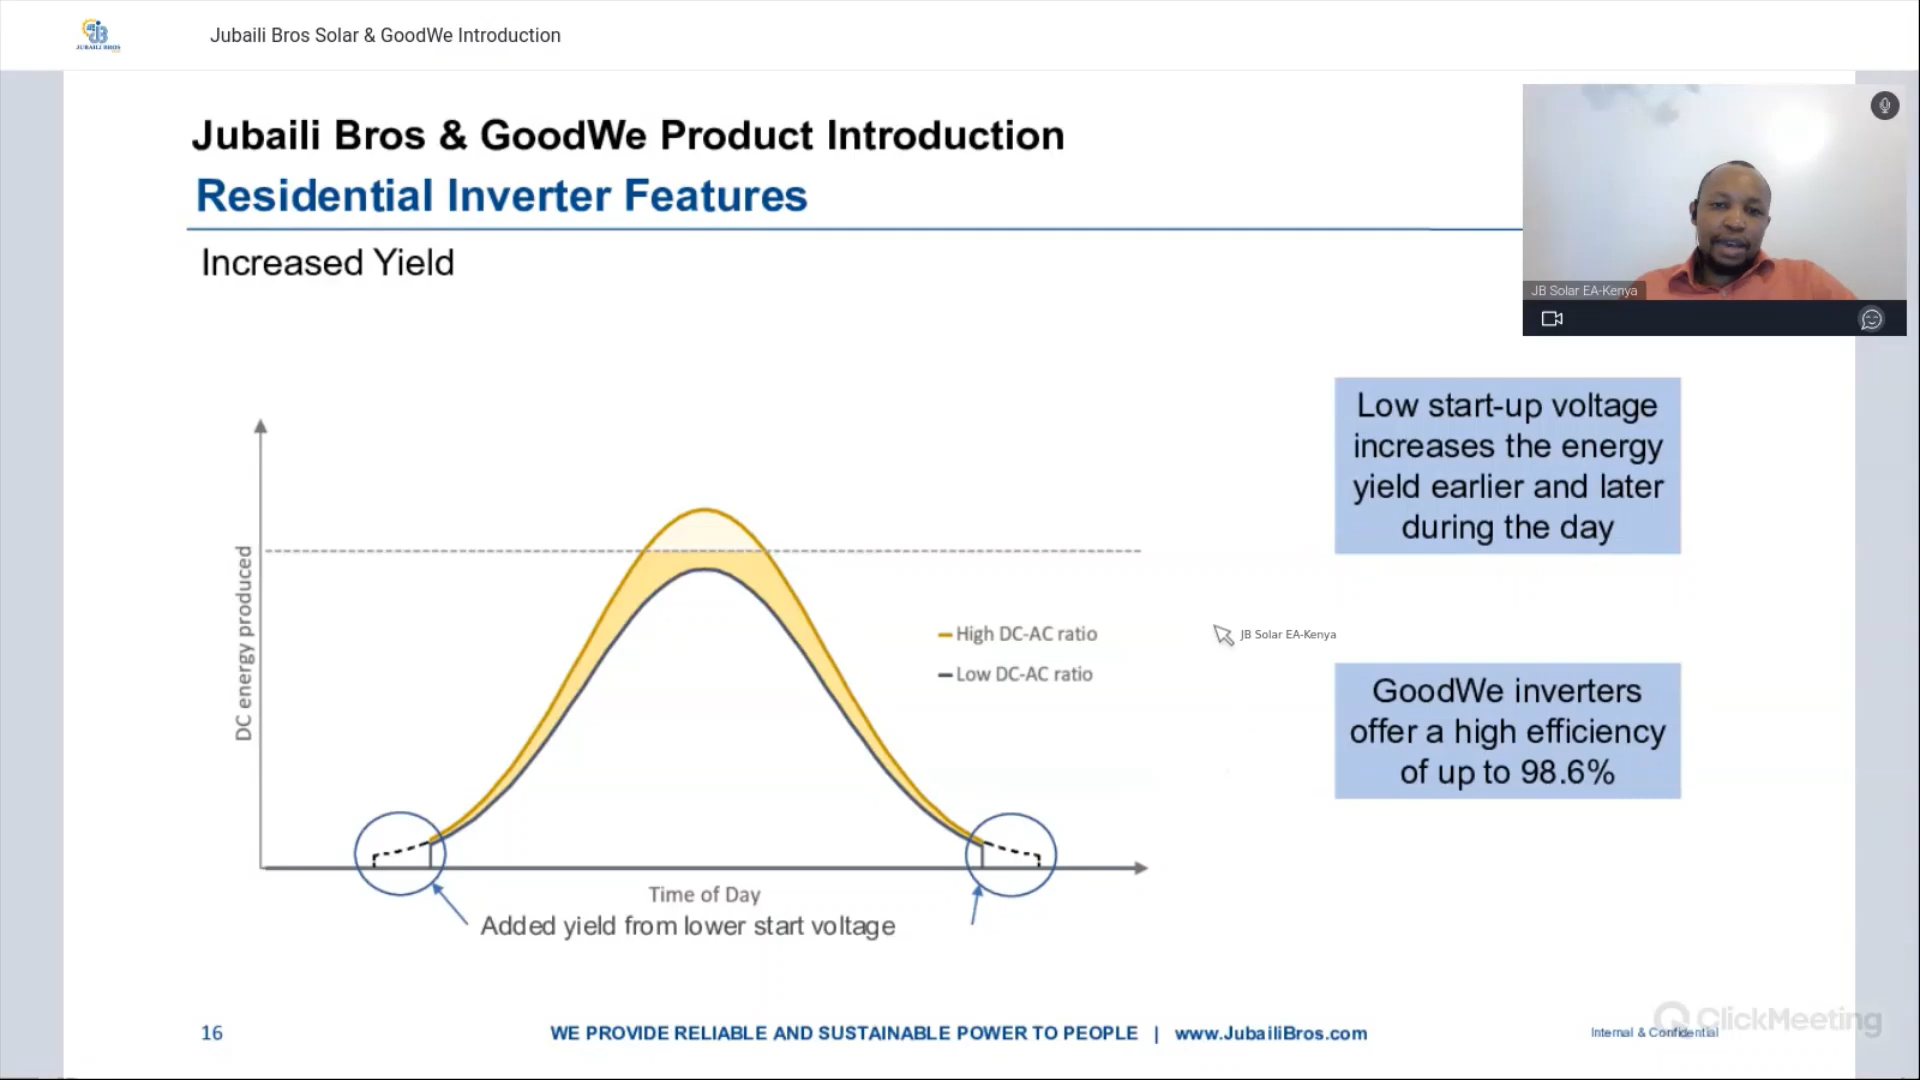 JUBAILI BROS
Jubaili Bros Solar & GoodWe Introduction
Jubaili Bros & GoodWe Product Introduction
Residential Inverter Features
Increased Yield
JB Solar EA-Kenya
Low start-up voltage
increases the energy
yield earlier and later
during the day
DC energy produced
High DC-AC ratio
Low DC-AC ratio
JB Solar EA-Kenya
GoodWe inverters
offer a high efficiency
of up to 98.6%
Time of Day
Added yield from lower start voltage
16
WE PROVIDE RELIABLE AND SUSTAINABLE POWER TO PEOPLE | www.JubailiBros.com
Internal & Confidential
ClickMeeting